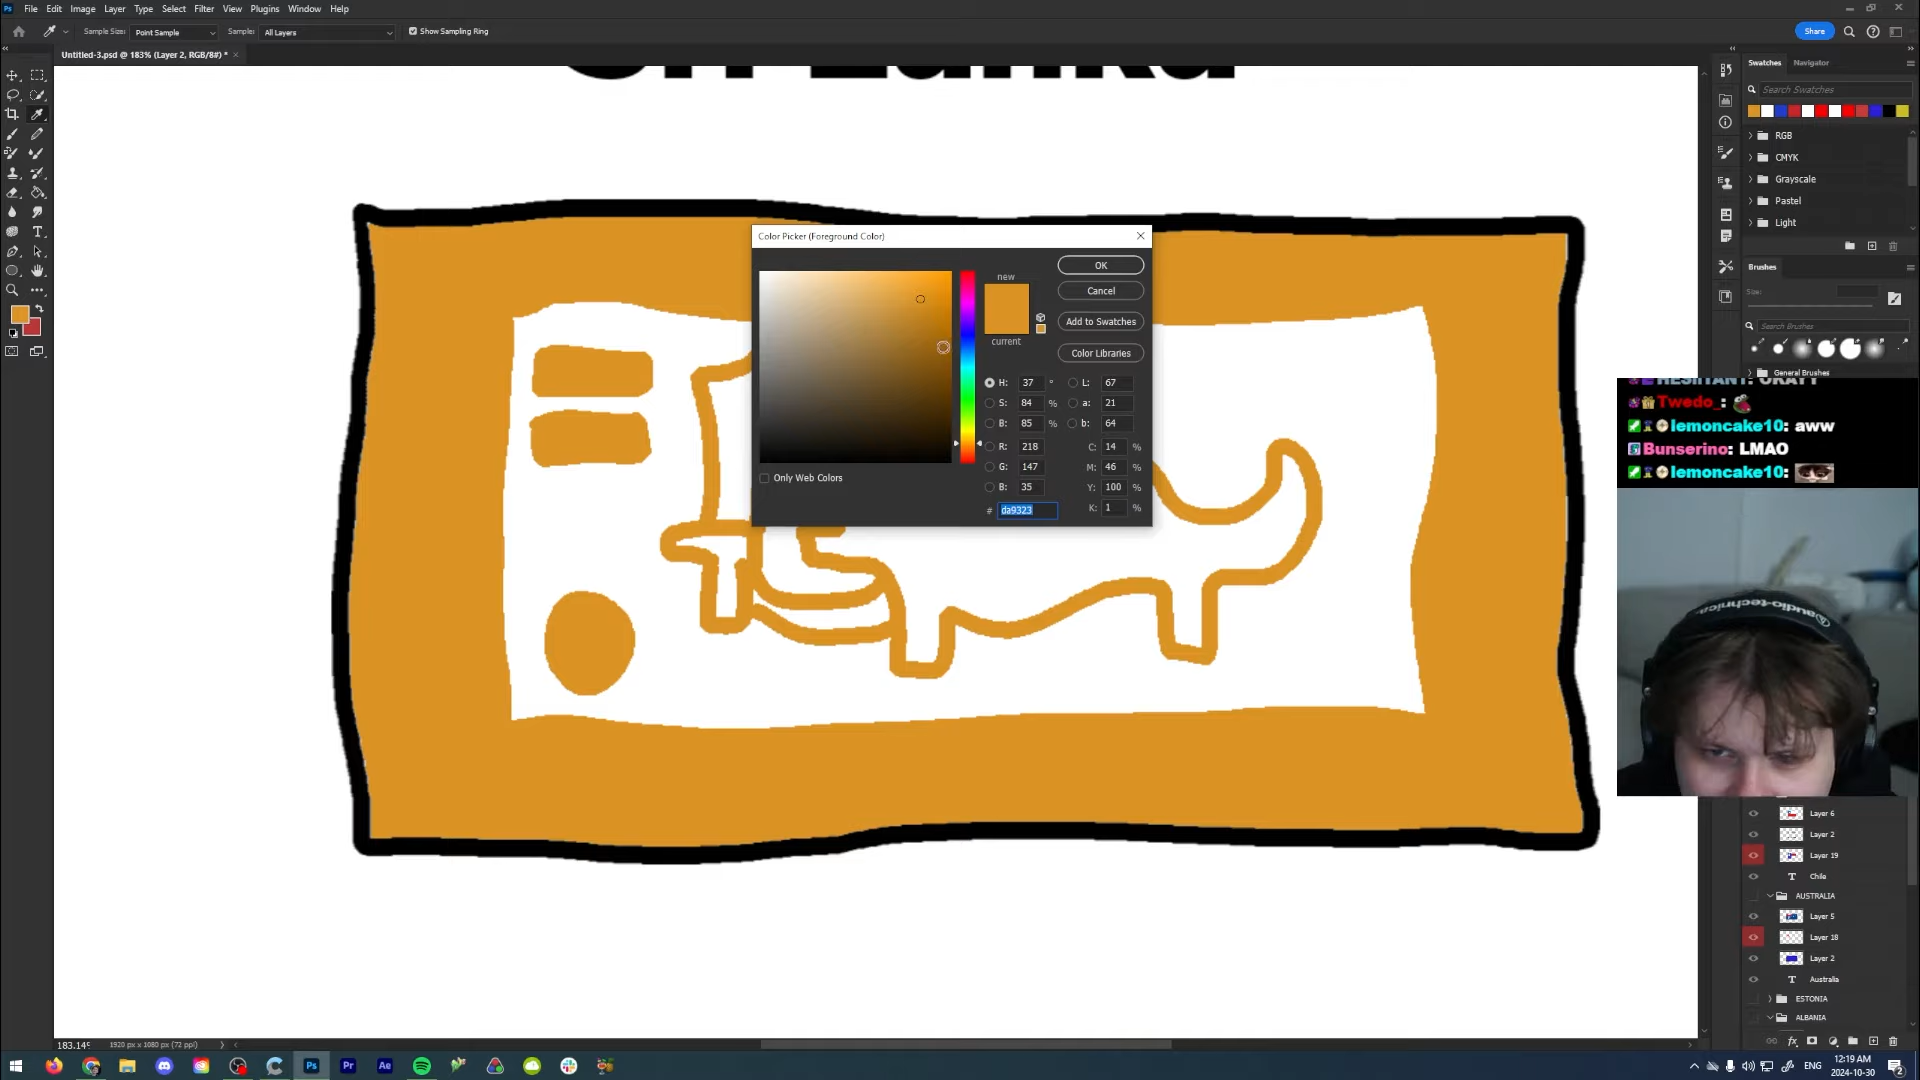 File Edit Image Layer Type Select Filter View Plugins Window Help
Sample Size: Point Sample Sample: All Layers Show Sampling Ring
Share
Untitled-3.psd @ 183% (Layer 2, RGB/8#) *
Swatches Navigator
Search Swatches
RGB
CMYK
Grayscale
Pastel
Light
Brushes
Size:
Search Brushes
General Brushes
Sri Lanka
Color Picker (Foreground Color)
new
current
OK
Cancel
Add to Swatches
Color Libraries
H: 37 ° L: 67
S: 84 % a: 21
B: 85 % b: 64
R: 218 C: 14 %
G: 147 M: 46 %
B: 35 Y: 100 %
# da9323 K: 1 %
Only Web Colors
Twedo_:
lemoncake10: aww
Bunserino: LMAO
lemoncake10:
audio-technica
Layer 6
Layer 2
Layer 19
Chile
AUSTRALIA
Layer 5
Layer 18
Layer 2
Australia
ESTONIA
ALBANIA
1920 px x 1080 px (72 ppi)
ENG
12:19 AM
2024-10-30